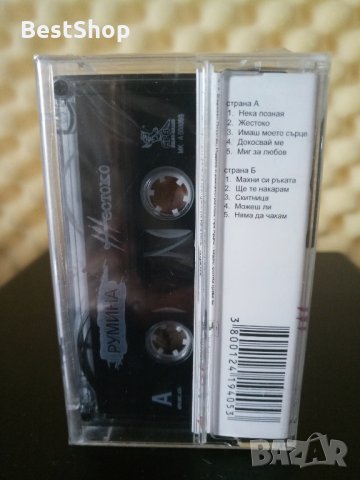 BestShop
страна А
1. Нека позная
2. Жестоко
3. Имаш моето сърце
4. Докосвай ме
5. Миг за любов
страна Б
1. Махни си ръката
2. Ще те накарам
3. Скитница
4. Можеш ли
5. Няма да чакам
Жестоко
РУМИНА
A
3800124194053
BAZAR